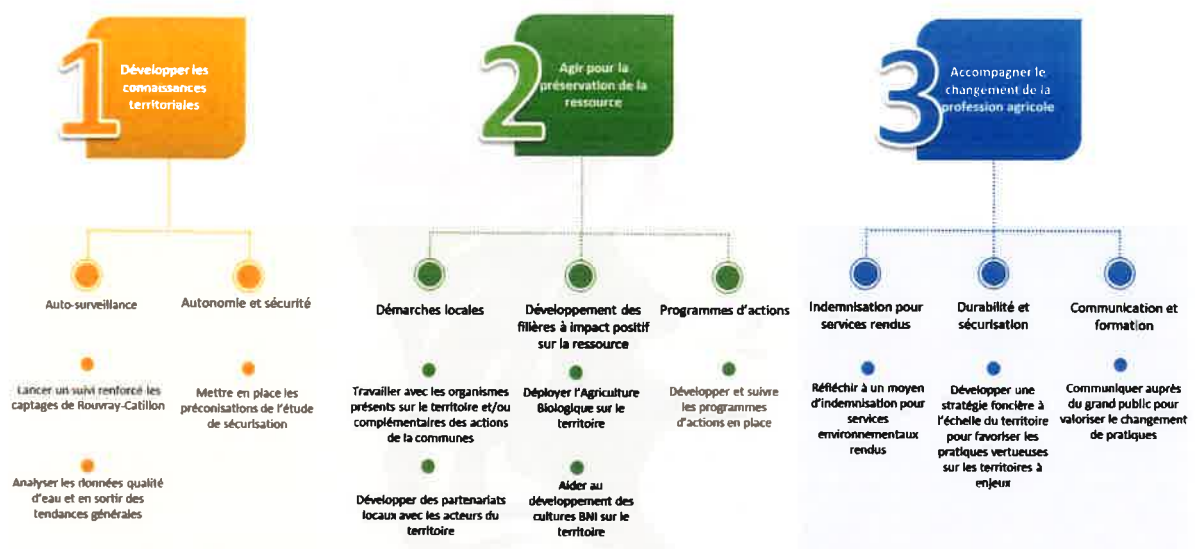 1
Développer les
connaissances
territoriales
Auto-surveillance
Lancer un suivi renforcé les
captages de Rouvray-Catillon
Analyser les données qualité
d'eau et en sortir des
tendances générales
Autonomie et sécurité
Mettre en place les
préconisations de l'étude
de sécurisation
2
Agir pour la
préservation de la
ressource
Démarches locales
Travailler avec les organismes
présents sur le territoire et/ou
complémentaires des actions
de la communes
Développer des partenariats
locaux avec les acteurs du
territoire
Développement des
filières à impact positif
sur la ressource
Déployer l'Agriculture
Biologique sur le
territoire
Aider au
développement des
cultures BNI sur le
territoire
Programmes d'actions
Développer et suivre
les programmes
d'actions en place
3
Accompagner le
changement de la
profession agricole
Indemnisation pour
services rendus
Réfléchir à un moyen
d'indemnisation pour
services
environnementaux
rendus
Durabilité et
sécurisation
Développer une
stratégie foncière à
l'échelle du territoire
pour favoriser les
pratiques vertueuses
sur les territoires à
enjeux
Communication et
formation
Communiquer auprès
du grand public pour
valoriser le changement
de pratiques